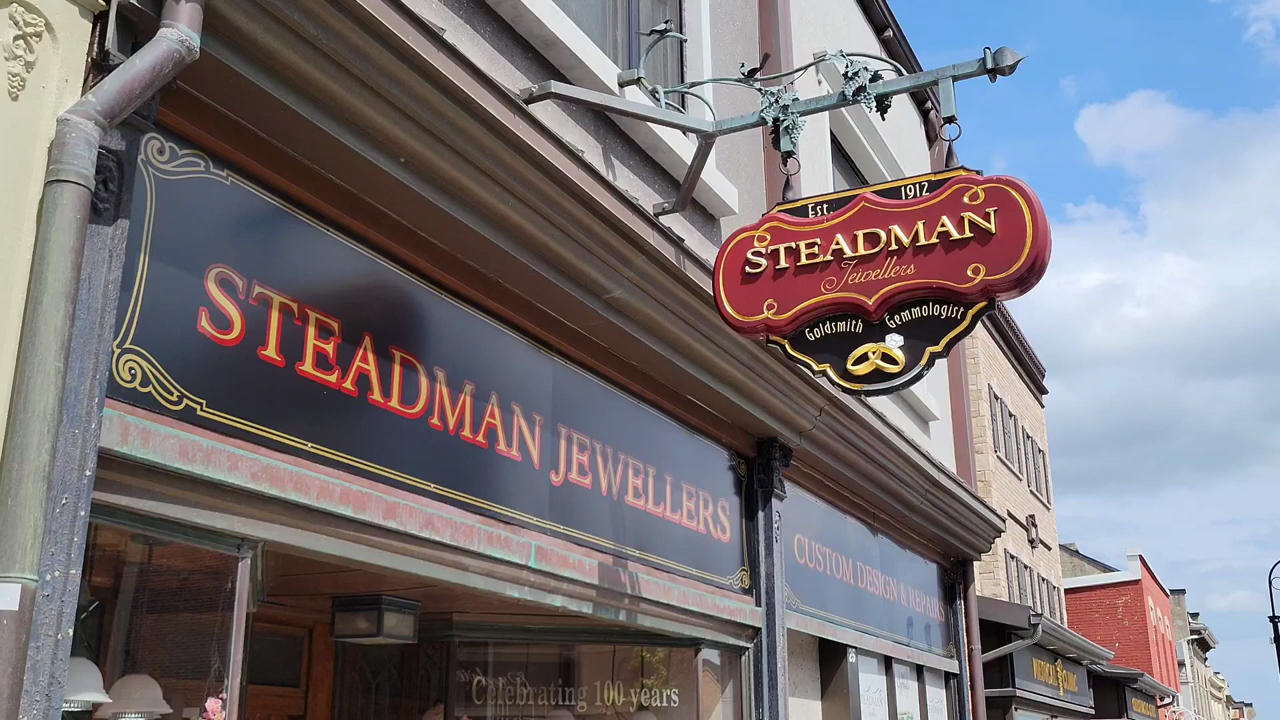 Est. 1912
STEADMAN
Jewellers
Goldsmith Gemmologist
STEADMAN JEWELLERS
CUSTOM DESIGN & REPAIRS
Celebrating 100 years